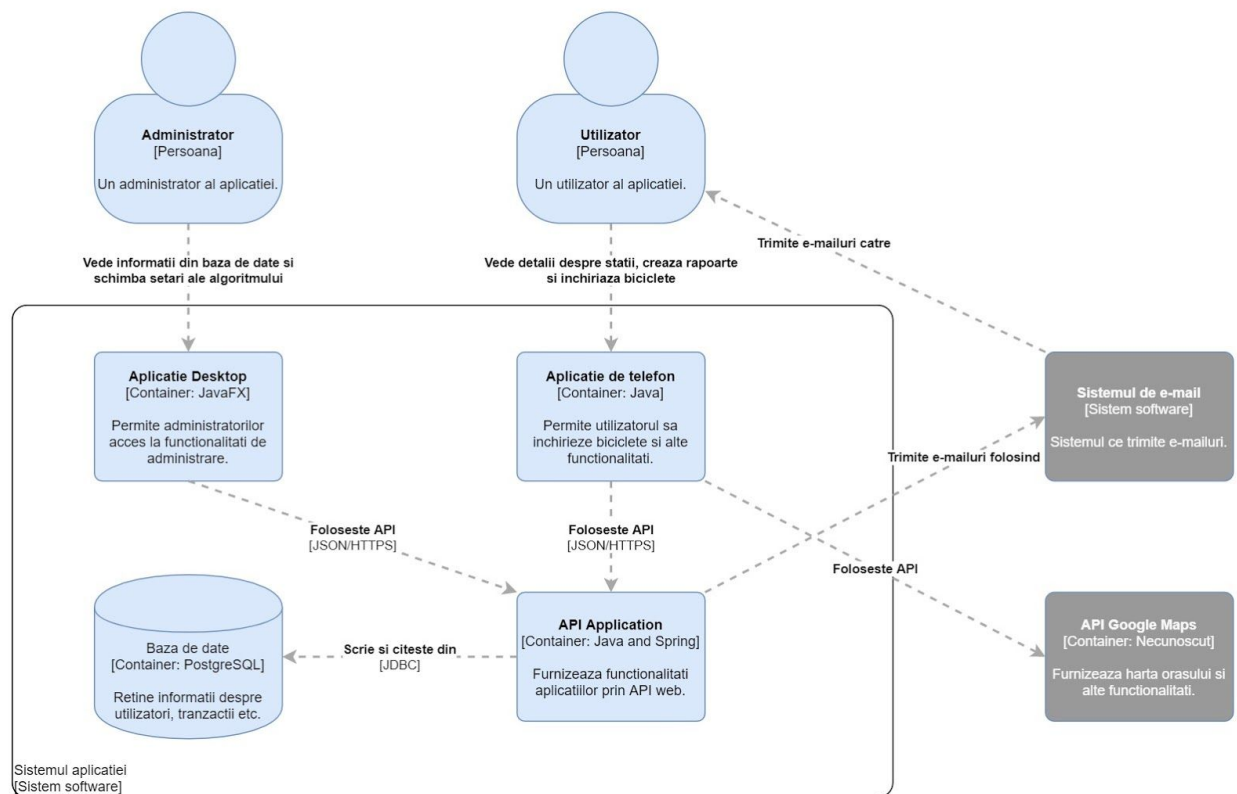 Administrator
[Persoana]
Un administrator al aplicatiei.
Utilizator
[Persoana]
Un utilizator al aplicatiei.
Vede informatii din baza de date si
schimba setari ale algoritmului
Vede detalii despre statii, creaza rapoarte
si inchiriaza biciclete
Trimite e-mailuri catre
Aplicatie Desktop
[Container: JavaFX]
Permite administratorilor
acces la functionalitati de
administrare.
Aplicatie de telefon
[Container: Java]
Permite utilizatorul sa
inchirieze biciclete si alte
functionalitati.
Sistemul de e-mail
[Sistem software]
Sistemul ce trimite e-mailuri.
Trimite e-mailuri folosind
Foloseste API
[JSON/HTTPS]
Foloseste API
[JSON/HTTPS]
Foloseste API
Baza de date
[Container: PostgreSQL]
Retine informatii despre
utilizatori, tranzactii etc.
Scrie si citeste din
[JDBC]
API Application
[Container: Java and Spring]
Furnizeaza functionalitati
aplicatiilor prin API web.
API Google Maps
[Container: Necunoscut]
Furnizeaza harta orasului si
alte functionalitati.
Sistemul aplicatiei
[Sistem software]